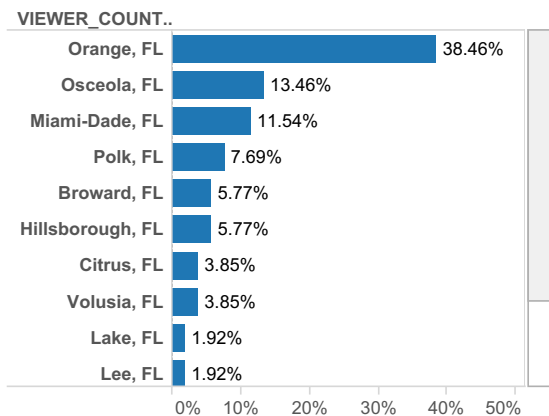 VIEWER_COUNT..
Orange, FL 38.46%
Osceola, FL 13.46%
Miami-Dade, FL 11.54%
Polk, FL 7.69%
Broward, FL 5.77%
Hillsborough, FL 5.77%
Citrus, FL 3.85%
Volusia, FL 3.85%
Lake, FL 1.92%
Lee, FL 1.92%
0% 10% 20% 30% 40% 50%